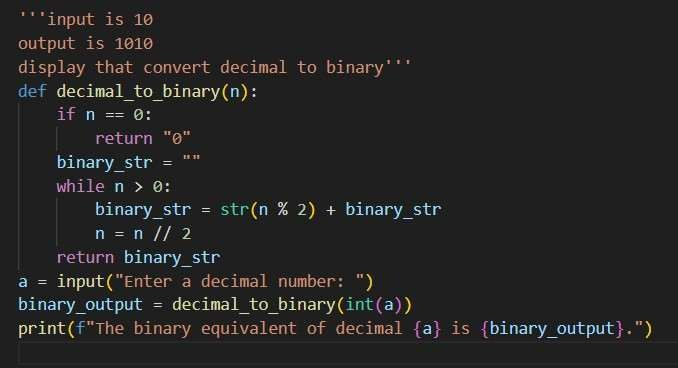 '''input is 10
output is 1010
display that convert decimal to binary'''
def decimal_to_binary(n):
    if n == 0:
        return "0"
    binary_str = ""
    while n > 0:
        binary_str = str(n % 2) + binary_str
        n = n // 2
    return binary_str
a = input("Enter a decimal number: ")
binary_output = decimal_to_binary(int(a))
print(f"The binary equivalent of decimal {a} is {binary_output}.")